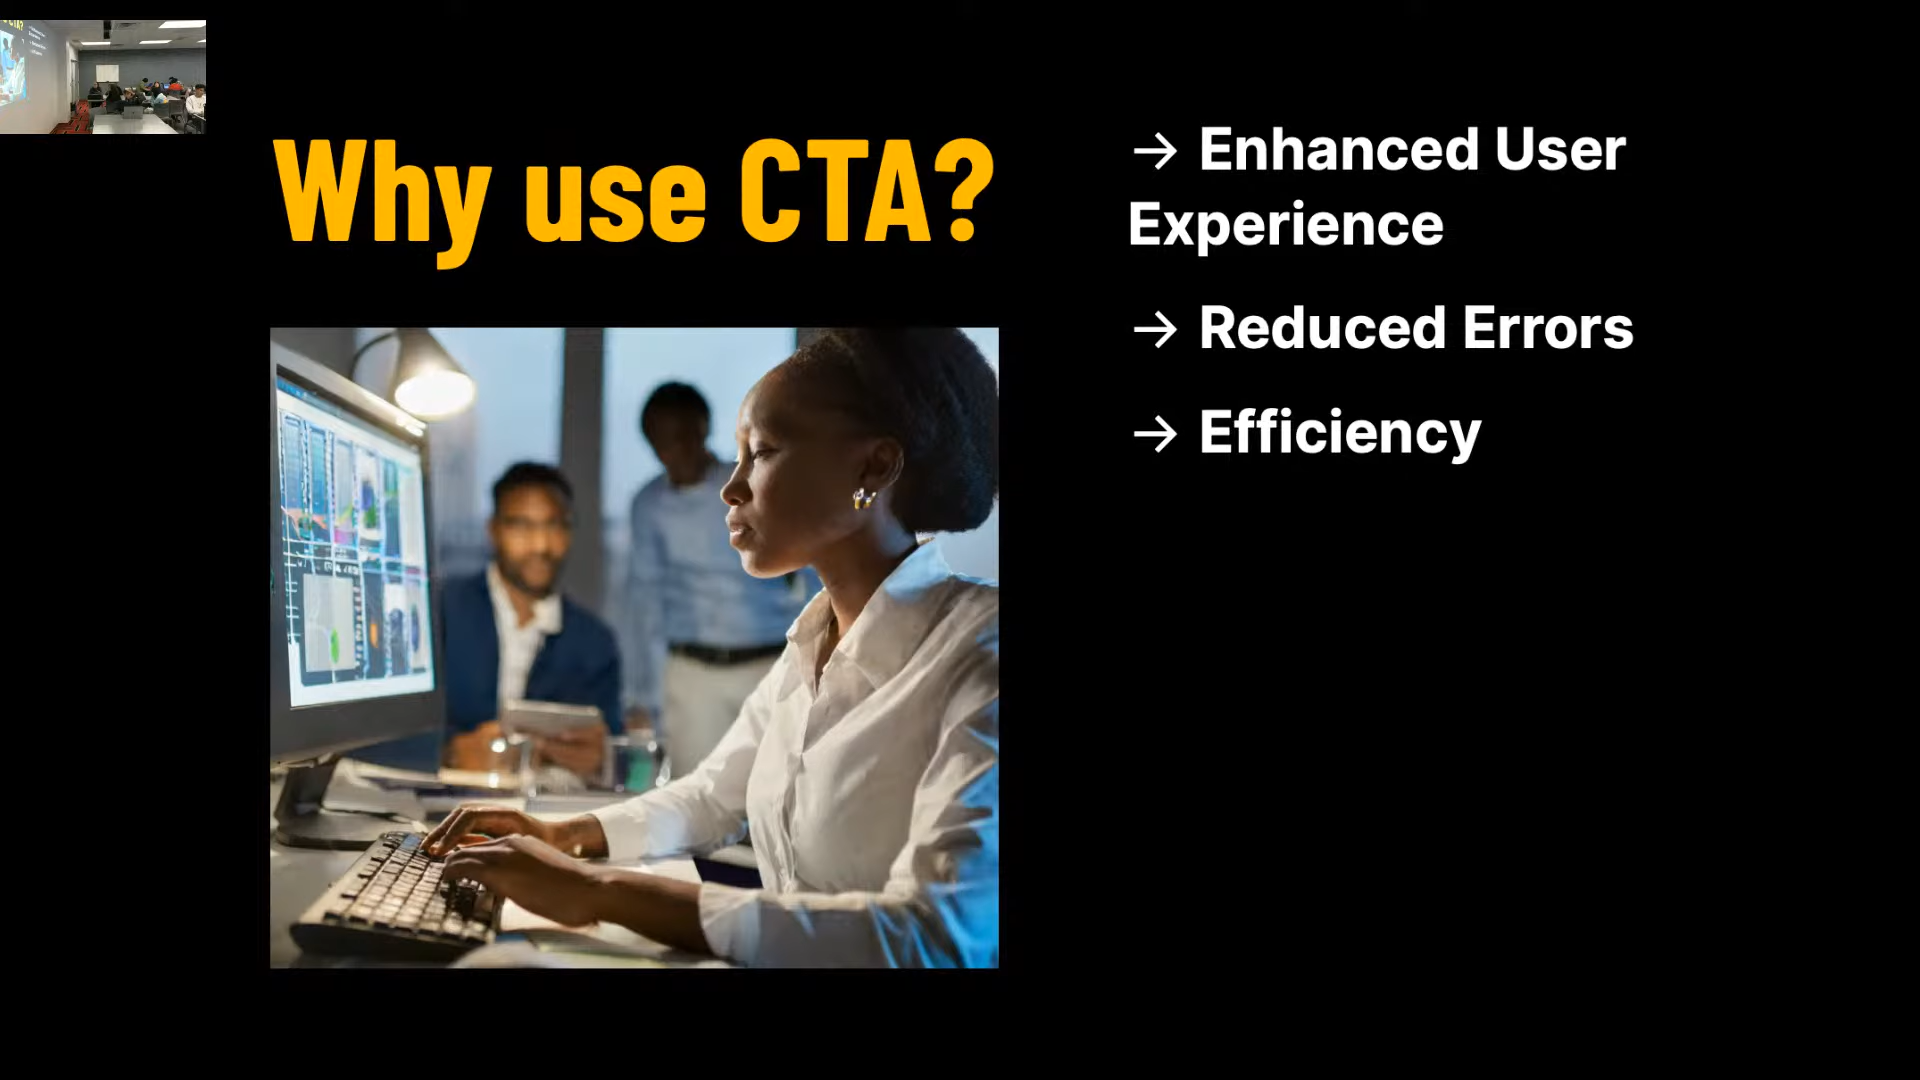 Why use CTA?
→ Enhanced User
Experience
→ Reduced Errors
→ Efficiency